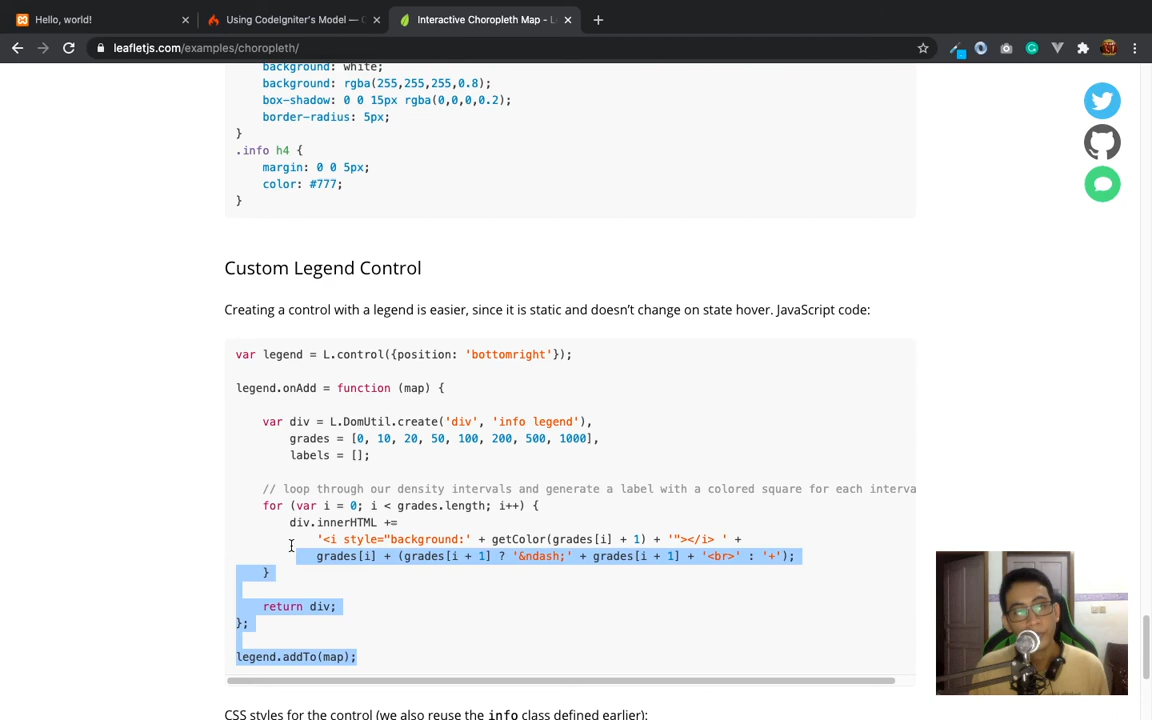 Hello, world!
Using CodeIgniter's Model — C
Interactive Choropleth Map - L
leafletjs.com/examples/choropleth/
background: white;
background: rgba(255,255,255,0.8);
box-shadow: 0 0 15px rgba(0,0,0,0.2);
border-radius: 5px;
}
.info h4 {
margin: 0 0 5px;
color: #777;
}
Custom Legend Control
Creating a control with a legend is easier, since it is static and doesn't change on state hover. JavaScript code:
var legend = L.control({position: 'bottomright'});
legend.onAdd = function (map) {
var div = L.DomUtil.create('div', 'info legend'),
grades = [0, 10, 20, 50, 100, 200, 500, 1000],
labels = [];
// loop through our density intervals and generate a label with a colored square for each interva
for (var i = 0; i < grades.length; i++) {
div.innerHTML +=
'<i style="background:' + getColor(grades[i] + 1) + '"></i> ' +
grades[i] + (grades[i + 1] ? '&ndash;' + grades[i + 1] + '<br>' : '+');
}
return div;
};
legend.addTo(map);
CSS styles for the control (we also reuse the info class defined earlier):